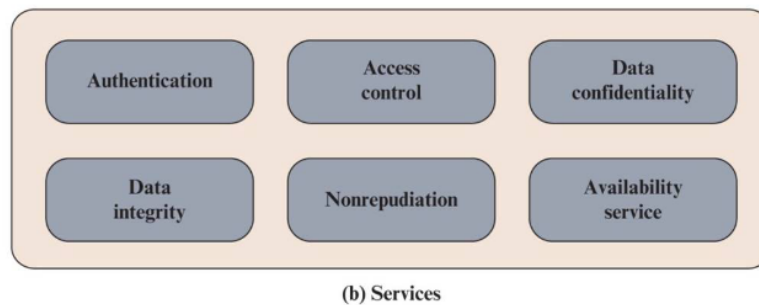 Authentication
Access
control
Data
confidentiality
Data
integrity
Nonrepudiation
Availability
service
(b) Services